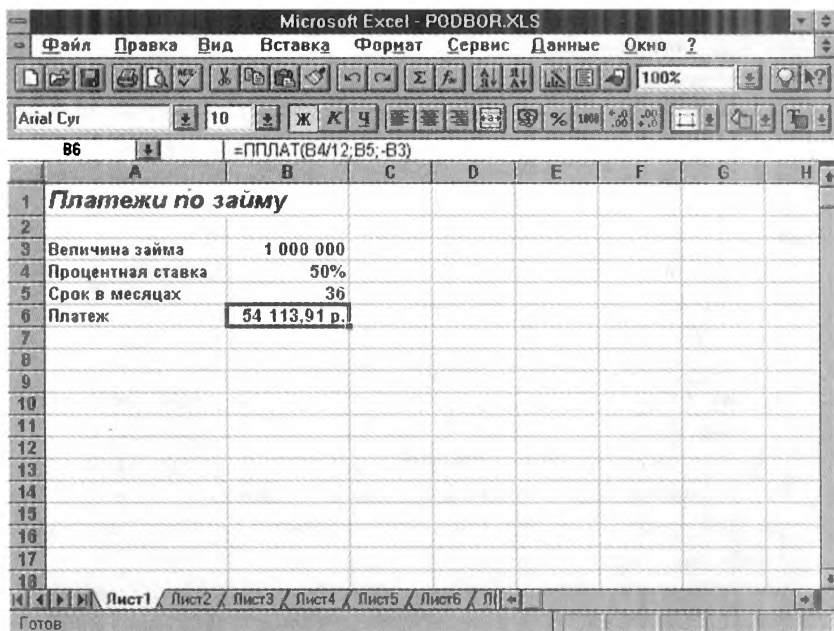 Microsoft Excel - PODBOR.XLS
Файл Правка Вид Вставка Формат Сервис Данные Окно ?
100%
Arial Cyr 10 Ж К Ч % 1000
B6 =ППЛАТ(B4/12;B5;-B3)
A B C D E F G H
1 Платежи по займу
2
3 Величина займа 1 000 000
4 Процентная ставка 50%
5 Срок в месяцах 36
6 Платеж 54 113,91 р.
7
8
9
10
11
12
13
14
15
16
17
18
Лист1 Лист2 Лист3 Лист4 Лист5 Лист6
Готов